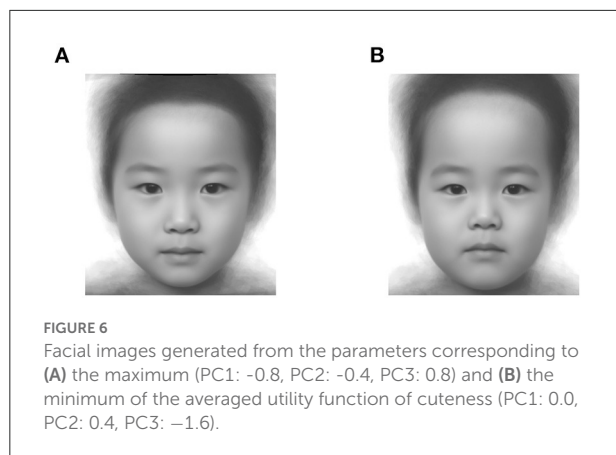 A
B
FIGURE 6
Facial images generated from the parameters corresponding to
(A) the maximum (PC1: -0.8, PC2: -0.4, PC3: 0.8) and (B) the
minimum of the averaged utility function of cuteness (PC1: 0.0,
PC2: 0.4, PC3: −1.6).